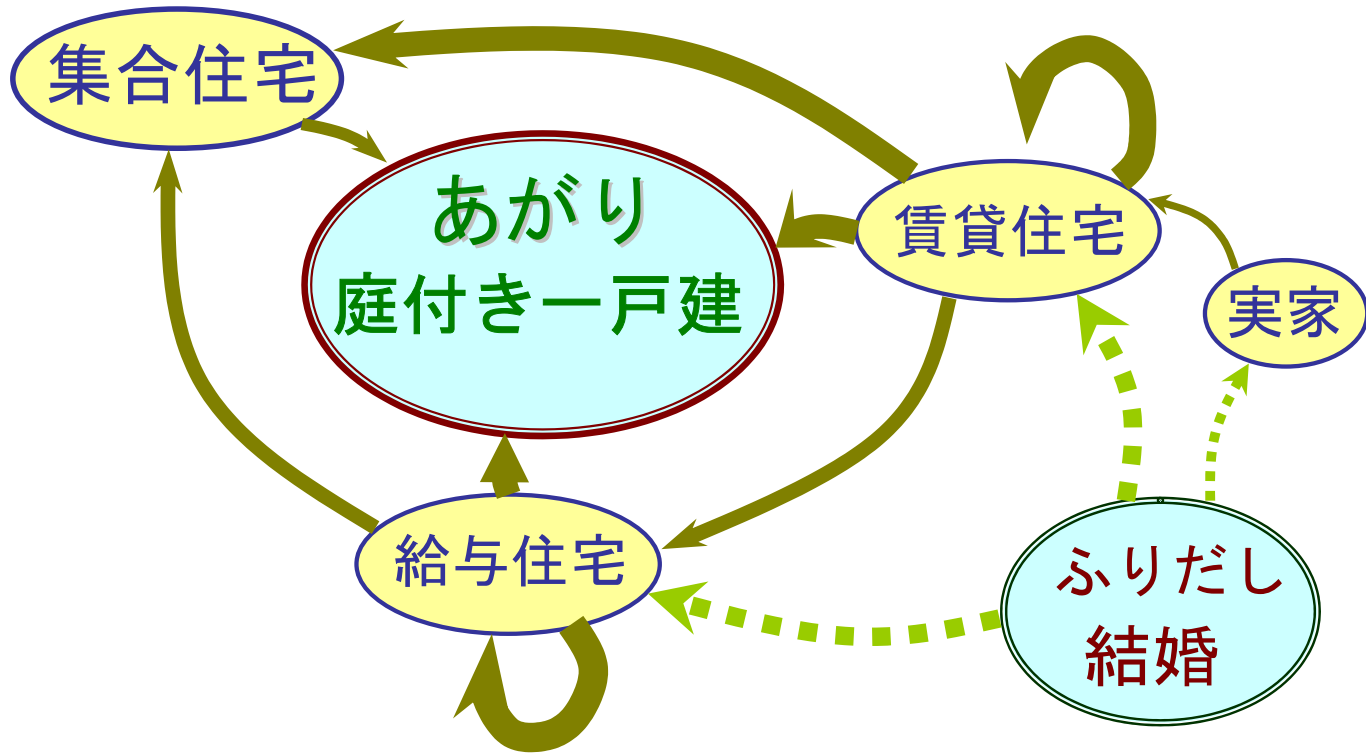 集合住宅
あがり
庭付き一戸建
賃貸住宅
実家
給与住宅
ふりだし
結婚